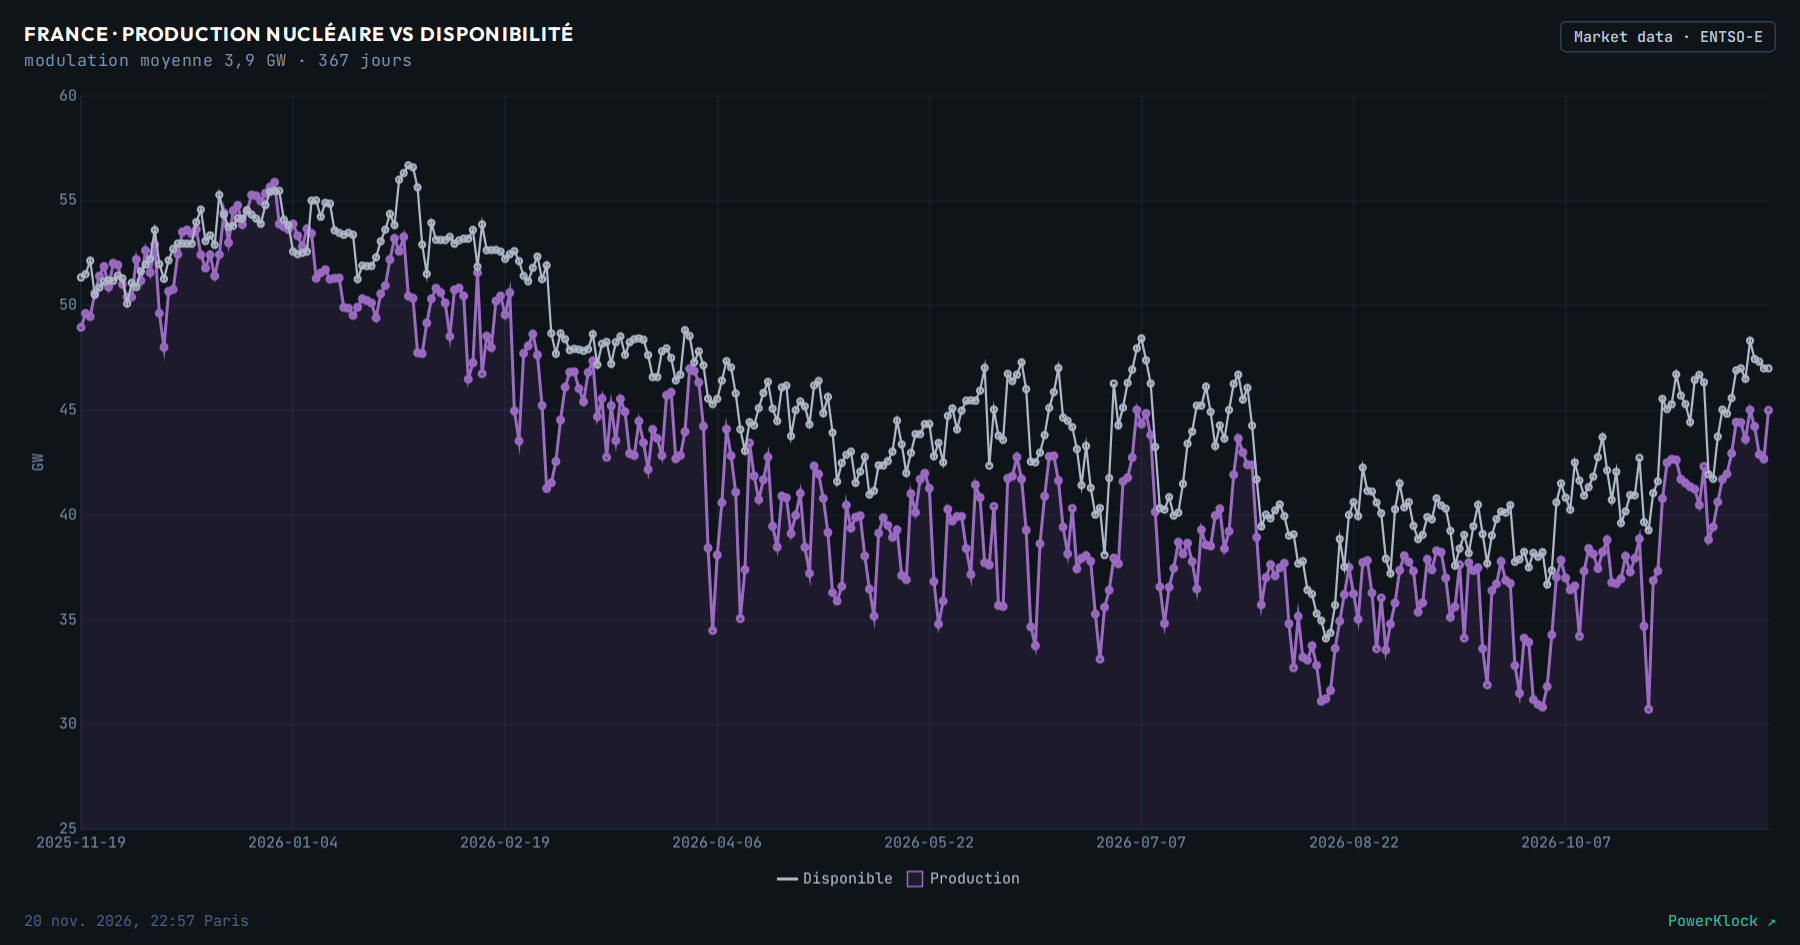 FRANCE · PRODUCTION NUCLÉAIRE VS DISPONIBILITÉ
modulation moyenne 3,9 GW · 367 jours
Market data · ENTSO-E
60
55
50
45
40
35
30
25
GW
2025-11-19
2026-01-04
2026-02-19
2026-04-06
2026-05-22
2026-07-07
2026-08-22
2026-10-07
Disponible
Production
20 nov. 2026, 22:57 Paris
PowerKlock ↗